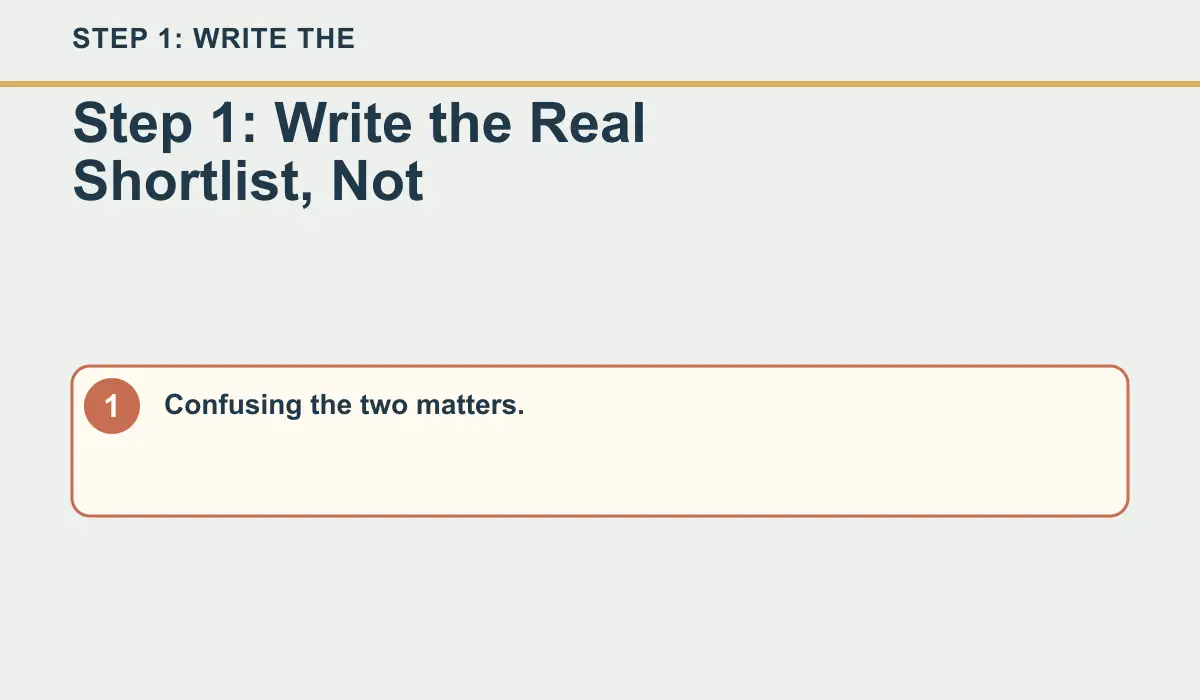 STEP 1: WRITE THE
Step 1: Write the Real
Shortlist, Not
1
Confusing the two matters.